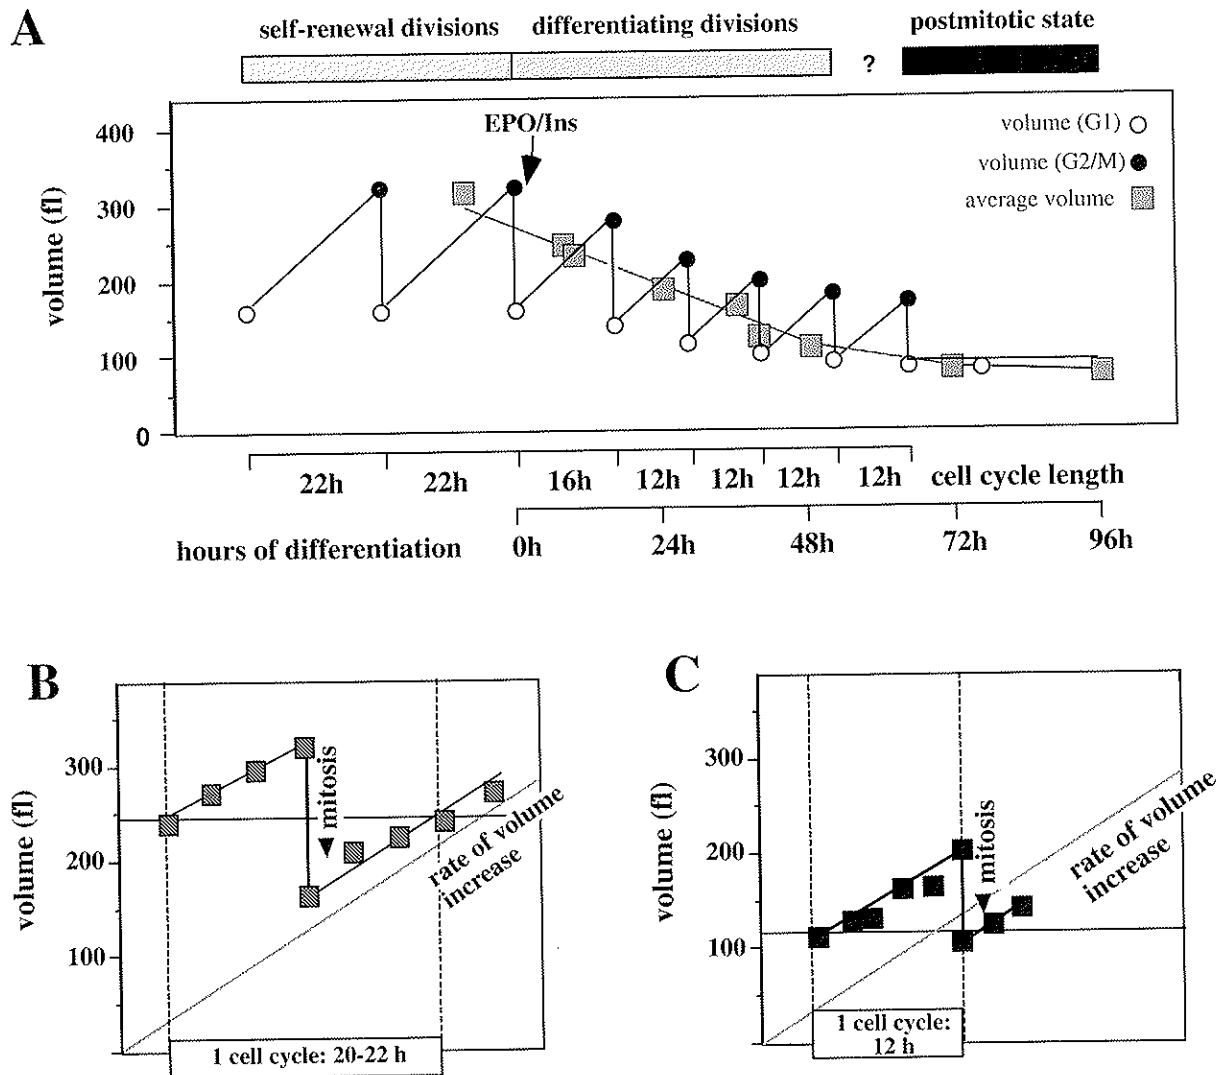 A
self-renewal divisions
differentiating divisions
postmitotic state
?
EPO/Ins
volume (G1)
volume (G2/M)
average volume
volume (fl)
400
300
200
100
0
22h
22h
16h
12h
12h
12h
12h
cell cycle length
hours of differentiation
0h
24h
48h
72h
96h
B
volume (fl)
300
200
100
mitosis
rate of volume
increase
1 cell cycle: 20-22 h
C
volume (fl)
300
200
100
mitosis
rate of volume
increase
1 cell cycle:
12 h